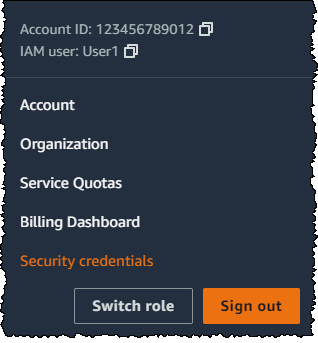 Account ID: 123456789012
IAM user: User1
Account
Organization
Service Quotas
Billing Dashboard
Security credentials
Switch role
Sign out